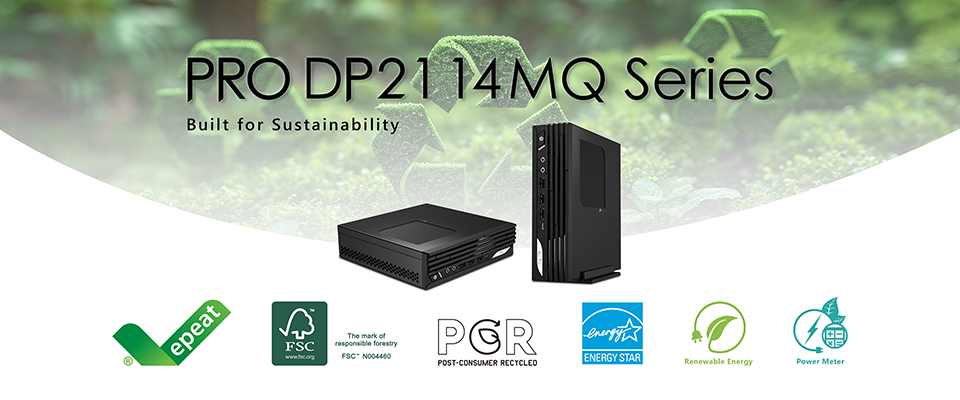 PRO DP21 14MQ Series
Built for Sustainability
epeat
®
FSC™
www.fsc.org
The mark of
responsible forestry
FSC™ N004460
PCR
POST-CONSUMER RECYCLED
energy
ENERGY STAR
Renewable Energy
Power Meter